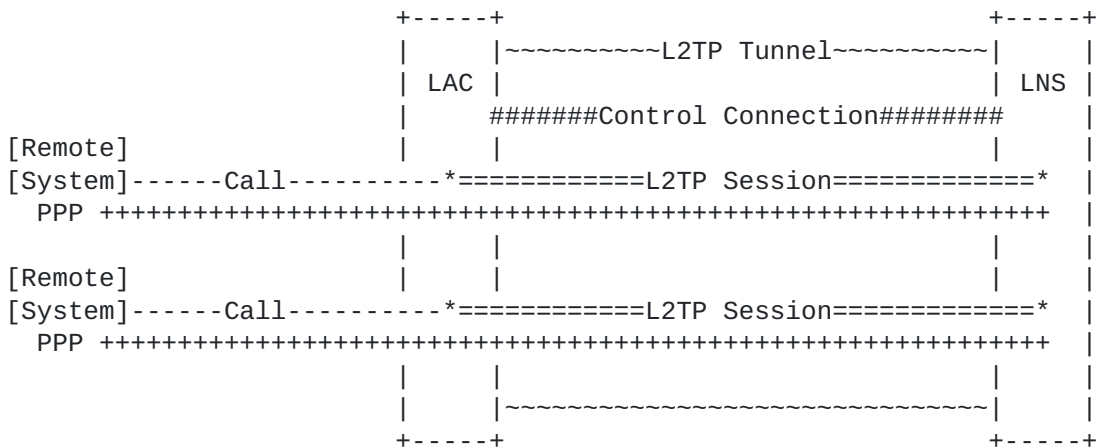 +-----+ +-----+
| |~~~~~~~~~~L2TP Tunnel~~~~~~~~~~| |
| LAC | | LNS |
| #######Control Connection######## |
[Remote] | | | |
[System]------Call----------*============L2TP Session=============* |
PPP +++++++++++++++++++++++++++++++++++++++++++++++++++++++++++++ |
| | | |
[Remote] | | | |
[System]------Call----------*============L2TP Session=============* |
PPP +++++++++++++++++++++++++++++++++++++++++++++++++++++++++++++ |
| | | |
| |~~~~~~~~~~~~~~~~~~~~~~~~~~~~~~~| |
+-----+ +-----+